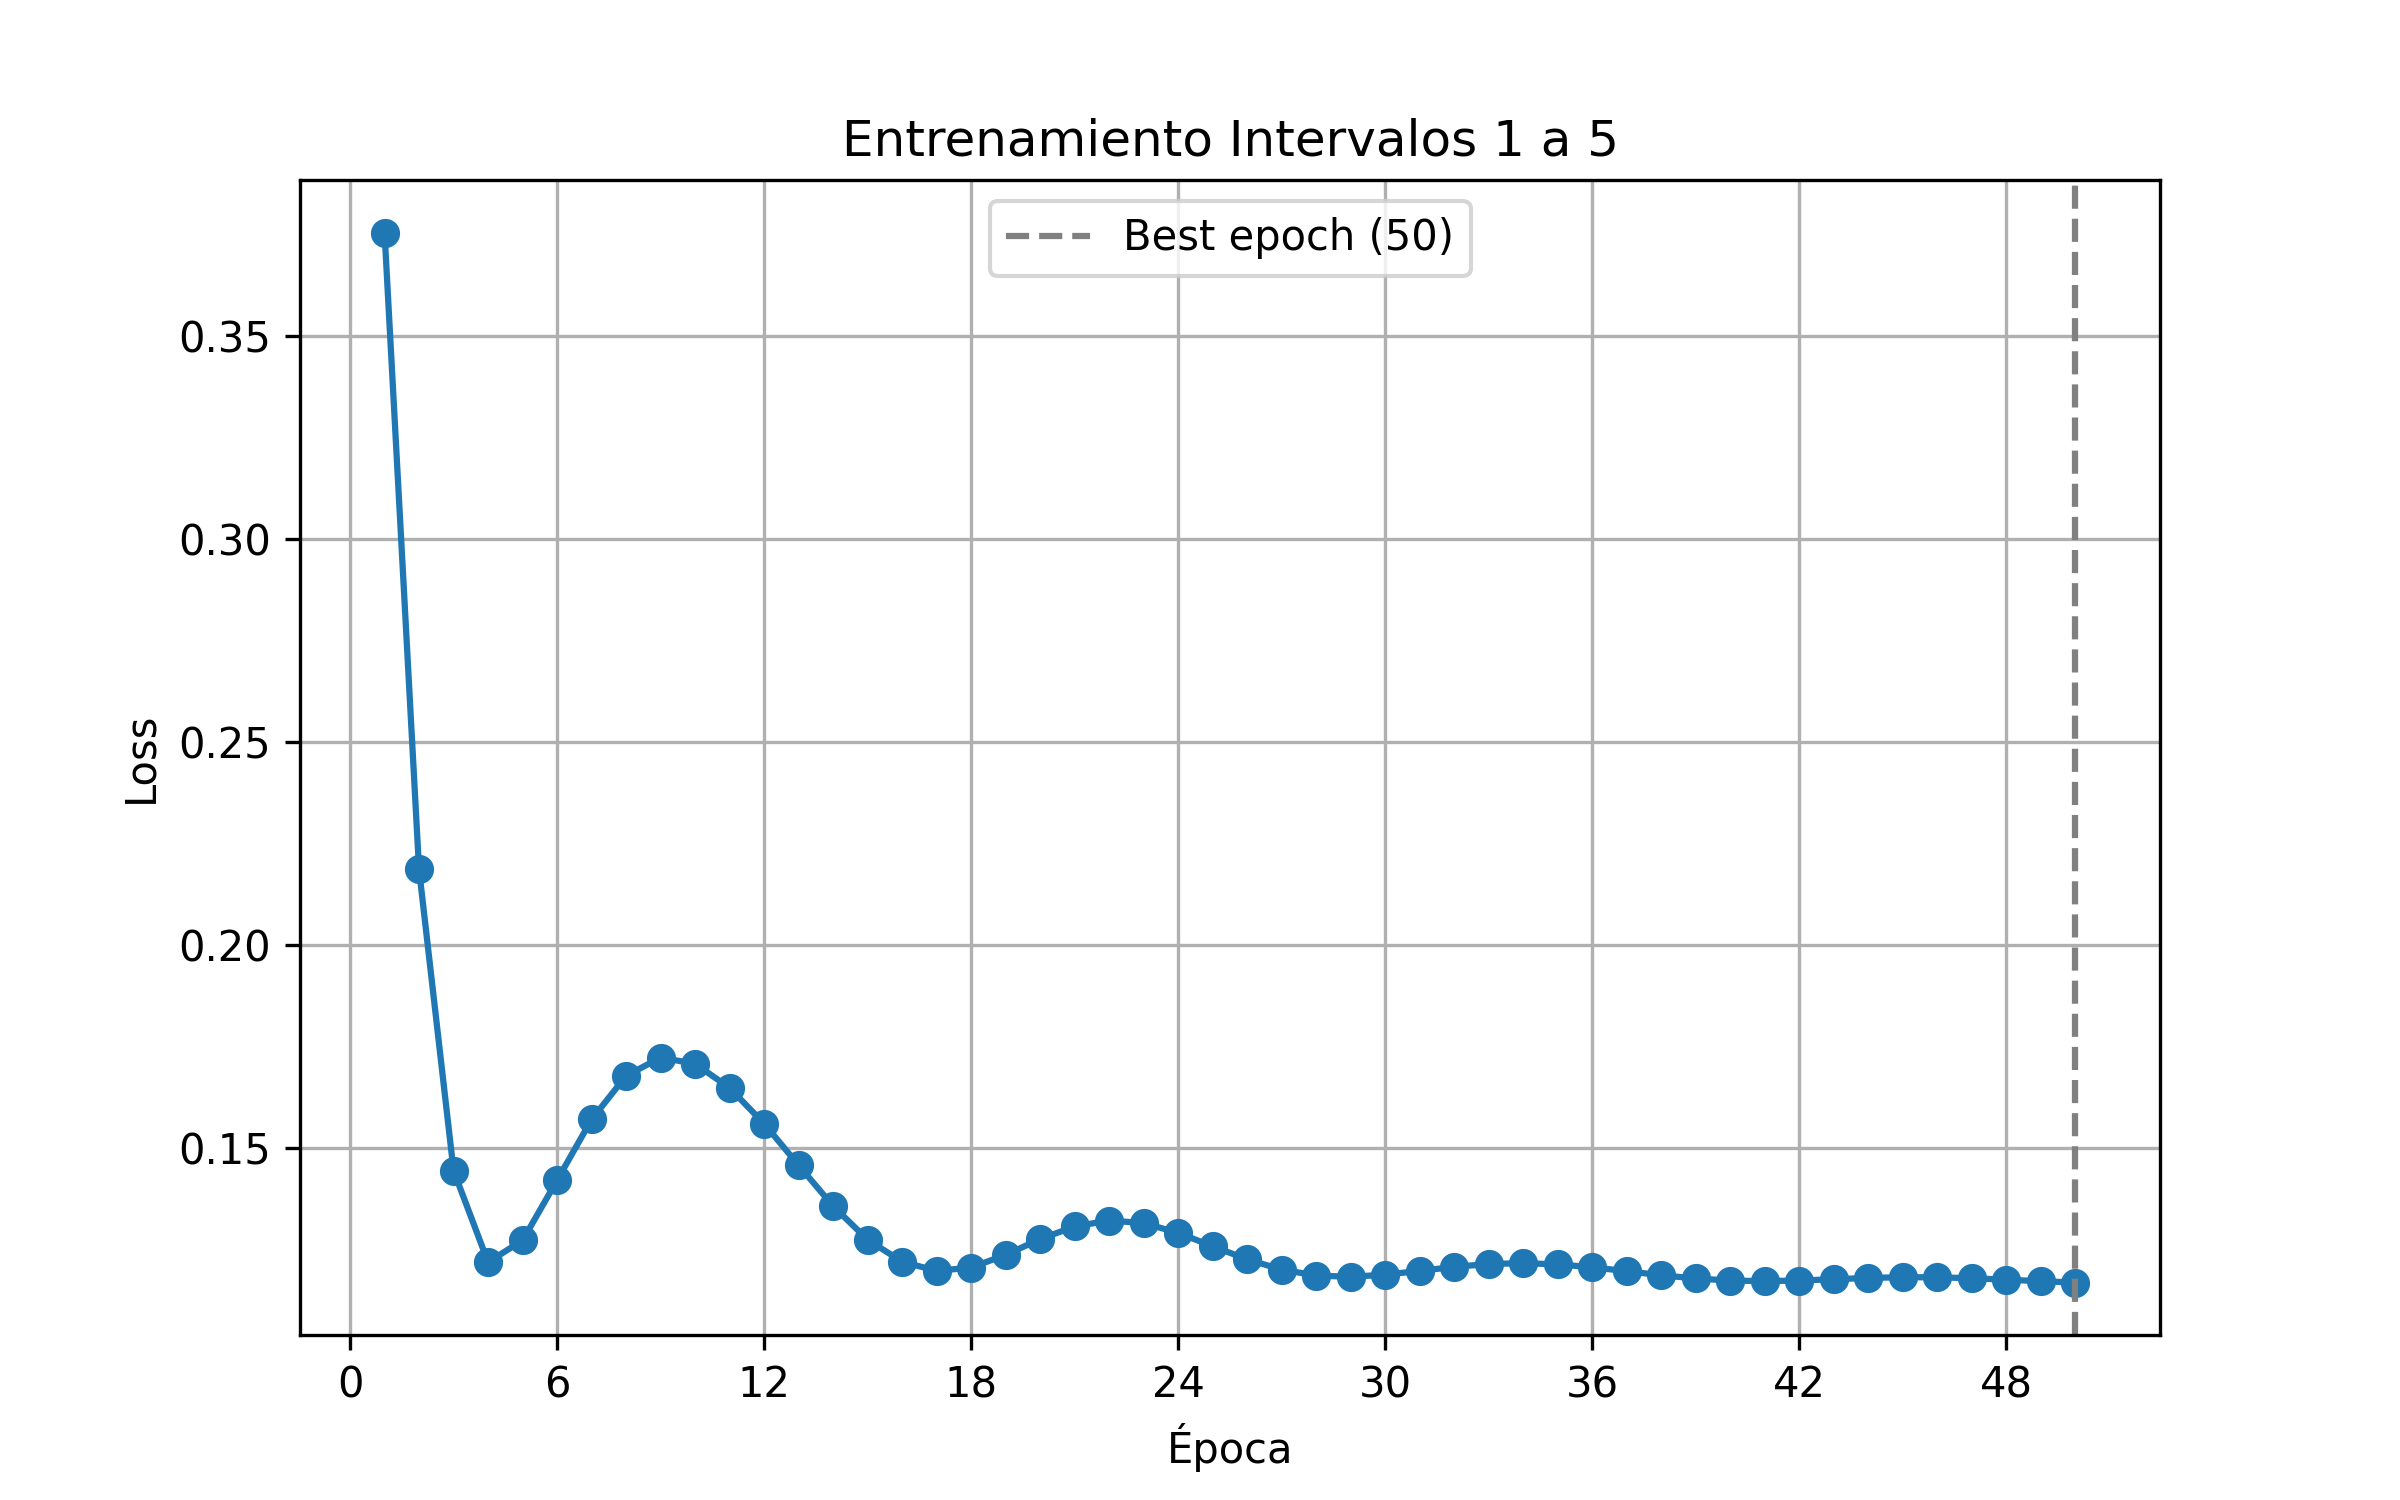 Entrenamiento Intervalos 1 a 5
Best epoch (50)
0.35
0.30
0.25
0.20
0.15
Loss
0 6 12 18 24 30 36 42 48
Época